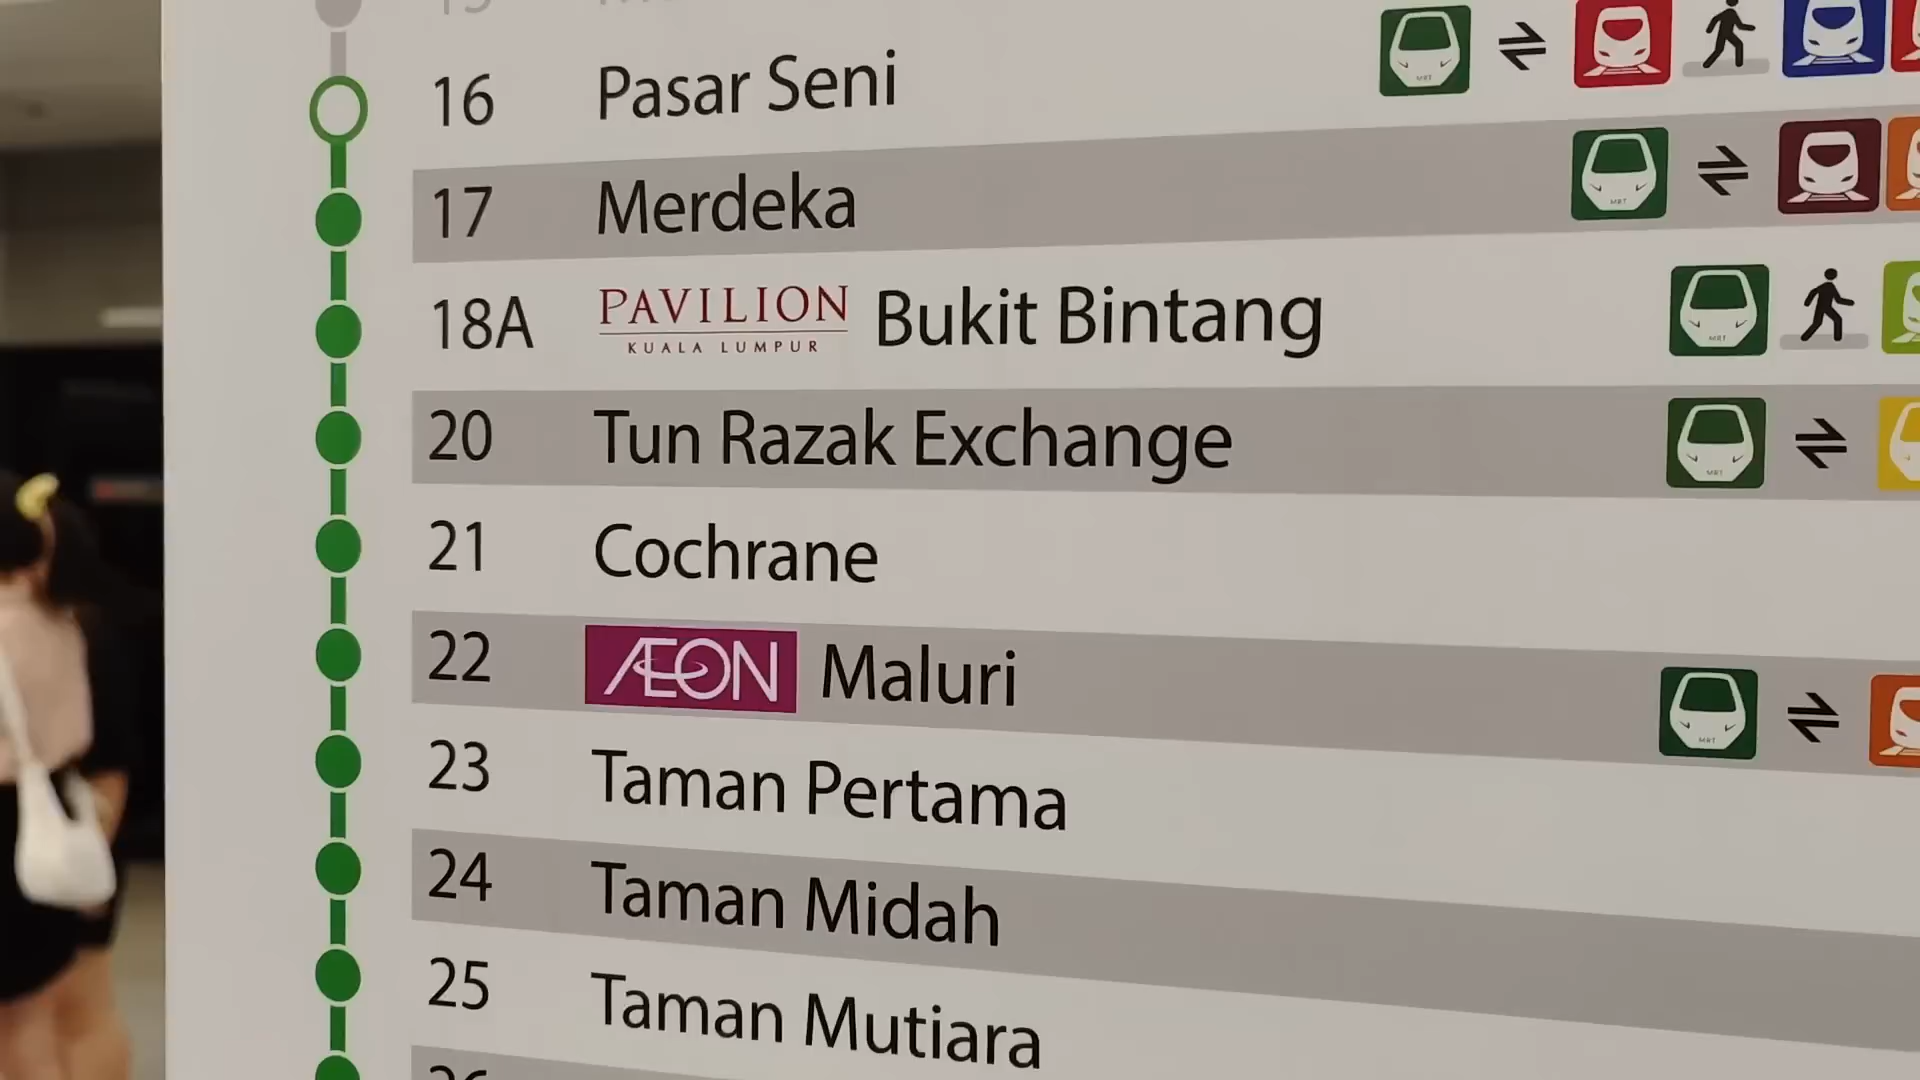 16 Pasar Seni
17 Merdeka
18A PAVILION KUALA LUMPUR Bukit Bintang
20 Tun Razak Exchange
21 Cochrane
22 ÆON Maluri
23 Taman Pertama
24 Taman Midah
25 Taman Mutiara